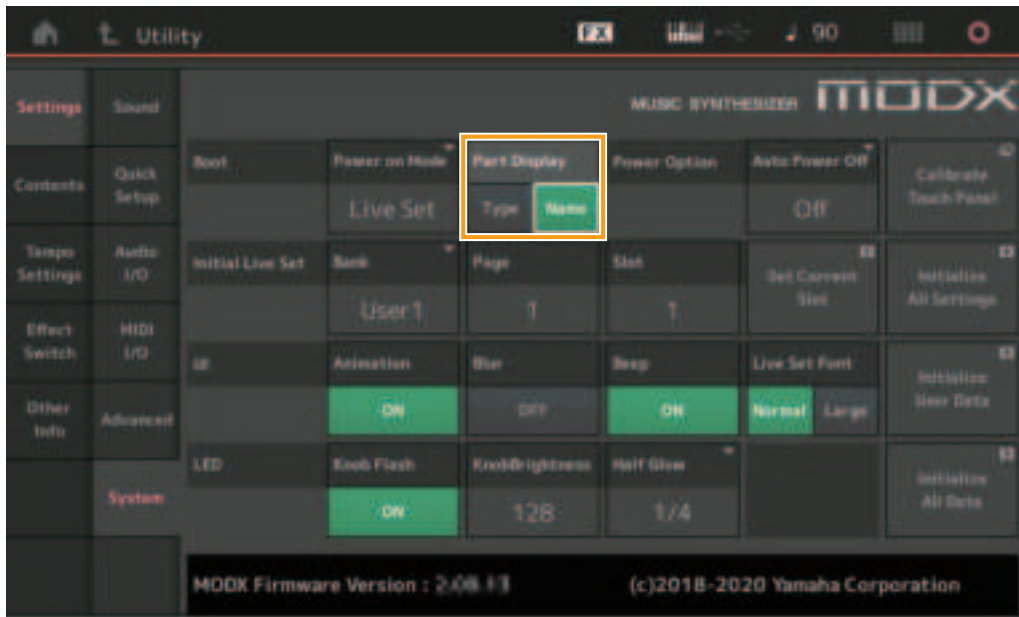 Utility
FX
90
MUSIC SYNTHESIZER MODX
Settings
Sound
Contents
Quick
Setup
Tempo
Settings
Audio
I/O
Effect
Switch
MIDI
I/O
Other
Info
Advanced
System
Boot
Power on Mode
Live Set
Part Display
Type
Name
Power Option
Auto Power Off
Off
Calibrate
Touch Panel
Initial Live Set
Bank
User1
Page
1
Slot
1
Set Current
Slot
Initialize
All Settings
UI
Animation
ON
Blur
OFF
Beep
ON
Live Set Font
Normal
Large
Initialize
User Data
LED
Knob Flash
ON
KnobBrightness
128
Half Glow
1/4
Initialize
All Data
MODX Firmware Version :
(c)2018-2020 Yamaha Corporation